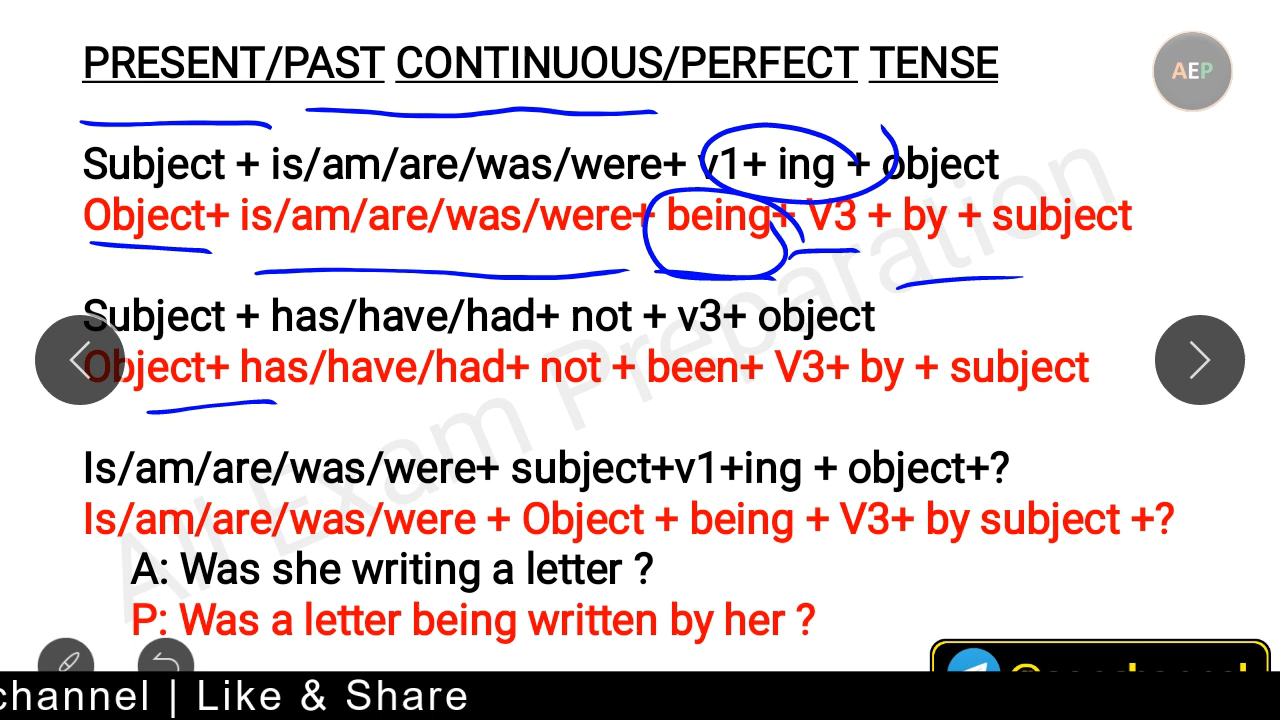 PRESENT/PAST CONTINUOUS/PERFECT TENSE
AEP
Subject + is/am/are/was/were+ v1+ ing + object
Object+ is/am/are/was/were+ being+ V3 + by + subject
Subject + has/have/had+ not + v3+ object
Object+ has/have/had+ not + been+ V3+ by + subject
Is/am/are/was/were+ subject+v1+ing + object+?
Is/am/are/was/were + Object + being + V3+ by subject +?
A: Was she writing a letter ?
P: Was a letter being written by her ?
All Exam Preparation
channel | Like & Share